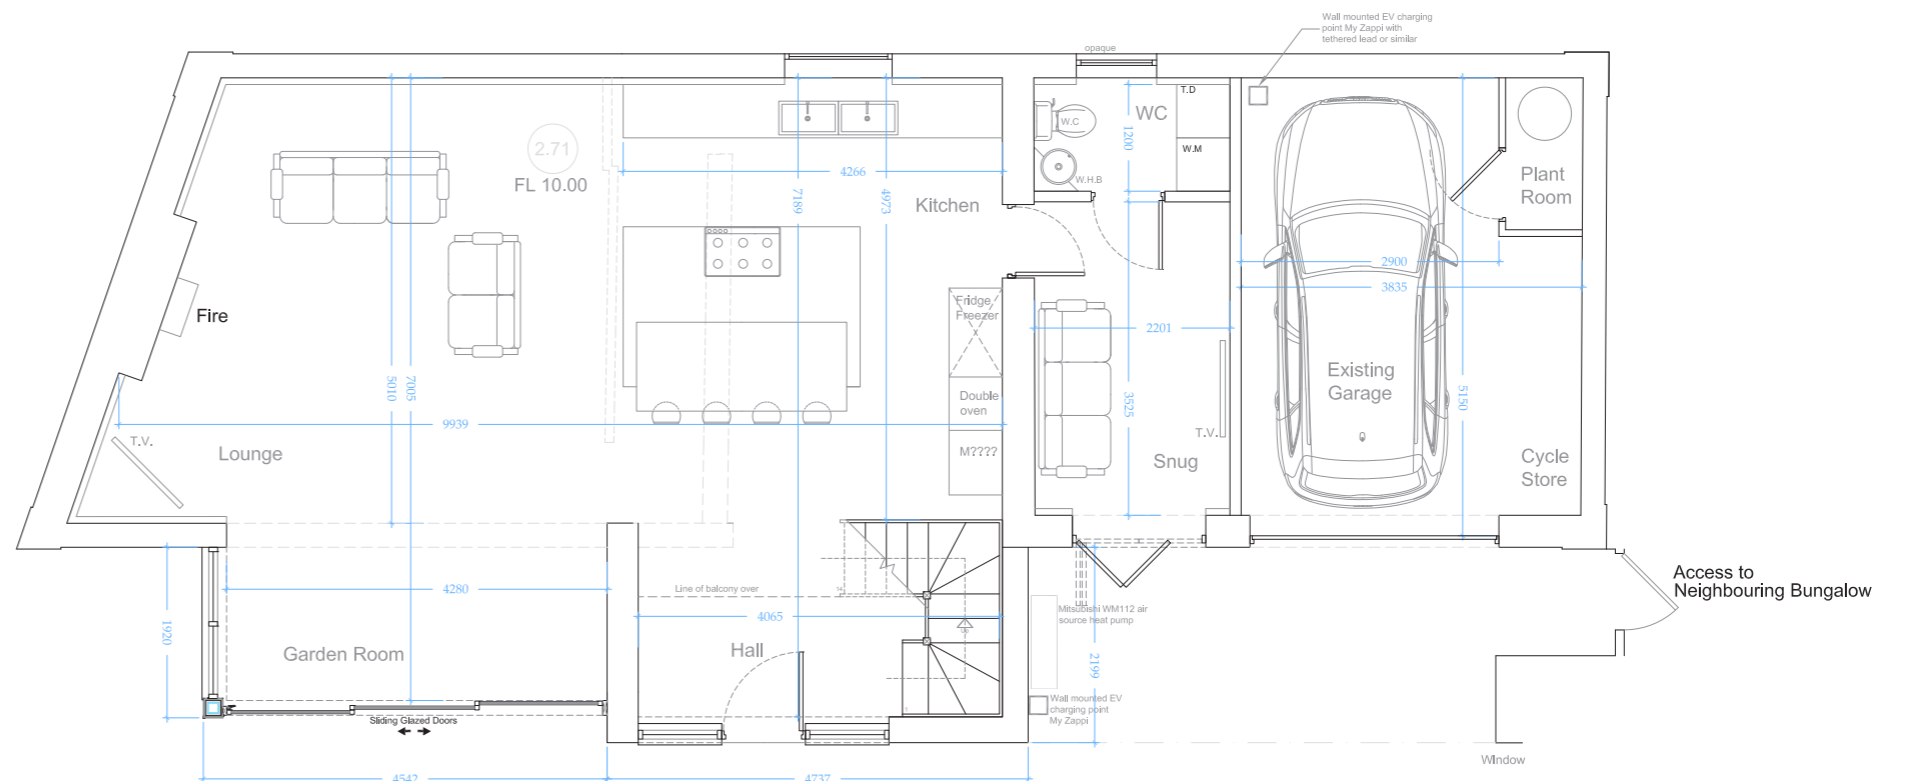 Wall mounted EV charging
point My Zappi with
tethered lead or similar
opaque
T.D
WC
W.C
1200
W.M
W.H.B
2.71
FL 10.00
4266
Kitchen
7189
4973
Plant
Room
2900
3835
Fire
Fridge
Freezer
2201
Existing
Garage
5150
5010
7005
Double
oven
3525
9939
T.V.
T.V.
Lounge
M????
Snug
Cycle
Store
Access to
Neighbouring Bungalow
4280
Line of balcony over
4065
Mitsubishi WM112 air
source heat pump
1920
Garden Room
Hall
Up
2199
Wall mounted EV
charging point
My Zappi
Sliding Glazed Doors
Window
4542
4737